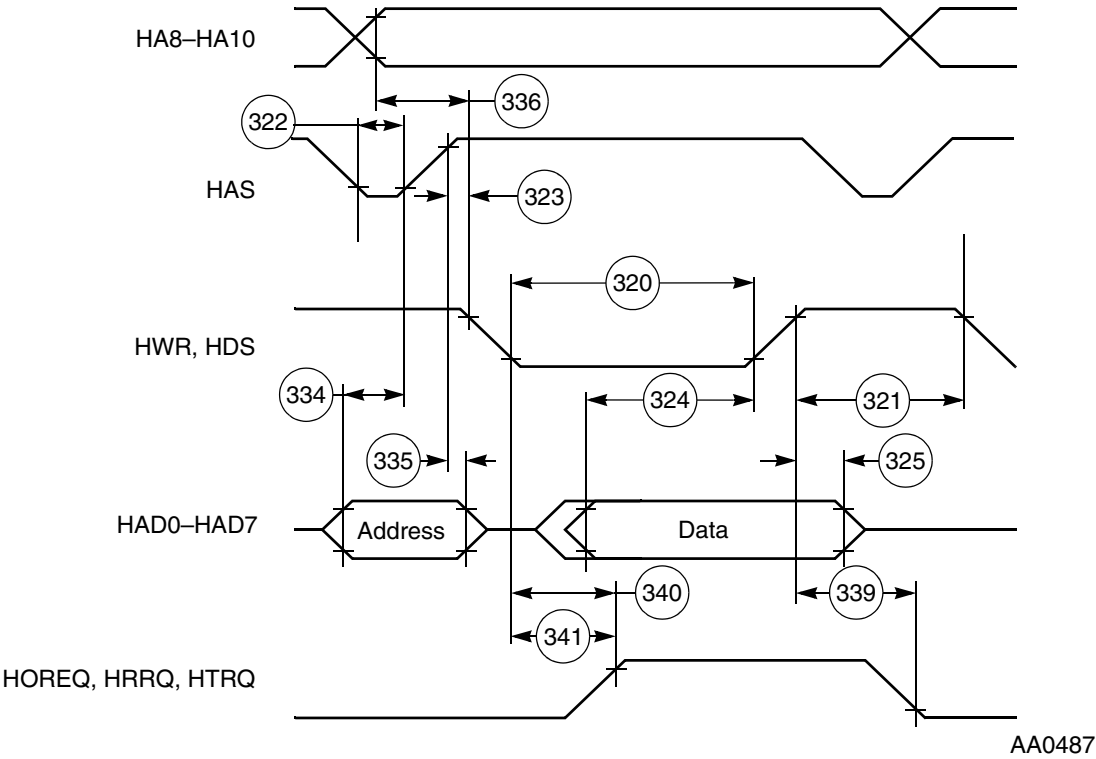 HA8–HA10
336
322
HAS
323
320
HWR, HDS
334
324
321
335
325
HAD0–HAD7
Address
Data
340
339
341
HOREQ, HRRQ, HTRQ
AA0487